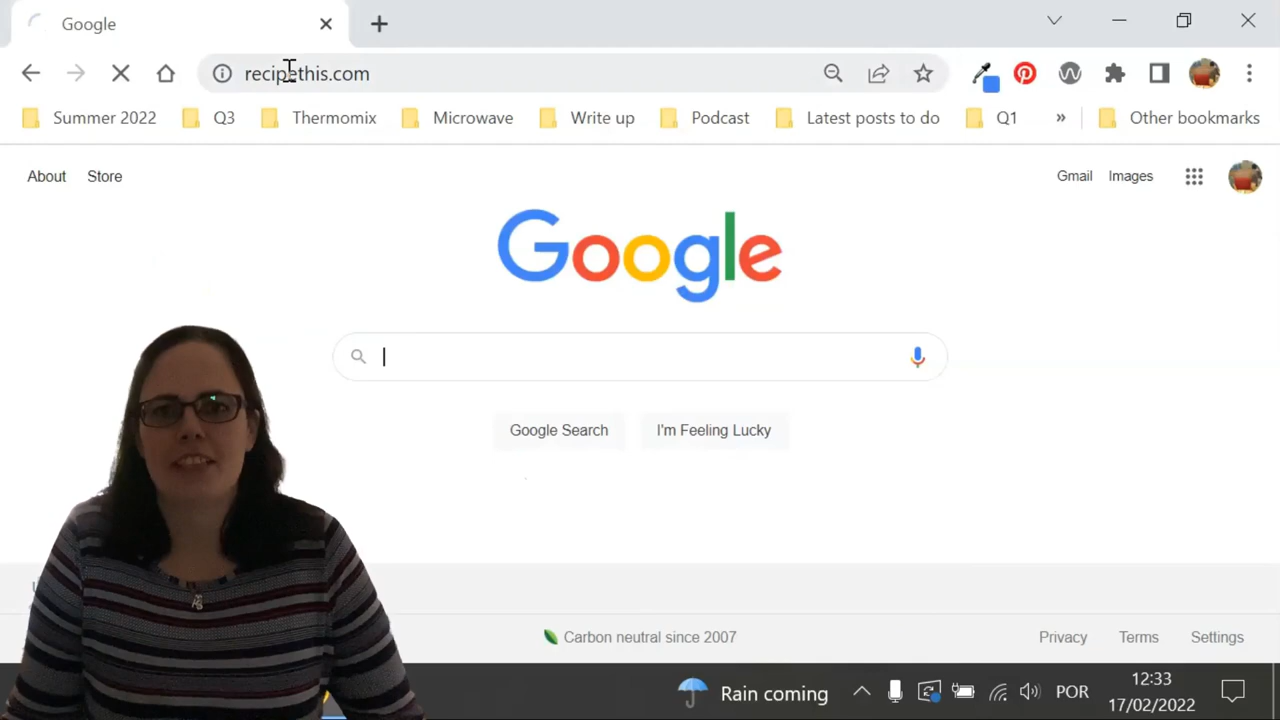 Google
recipethis.com
Summer 2022 Q3 Thermomix Microwave Write up Podcast Latest posts to do Q1 » Other bookmarks
About Store Gmail Images
Google
Google Search I'm Feeling Lucky
Carbon neutral since 2007 Privacy Terms Settings
Rain coming POR 12:33
17/02/2022